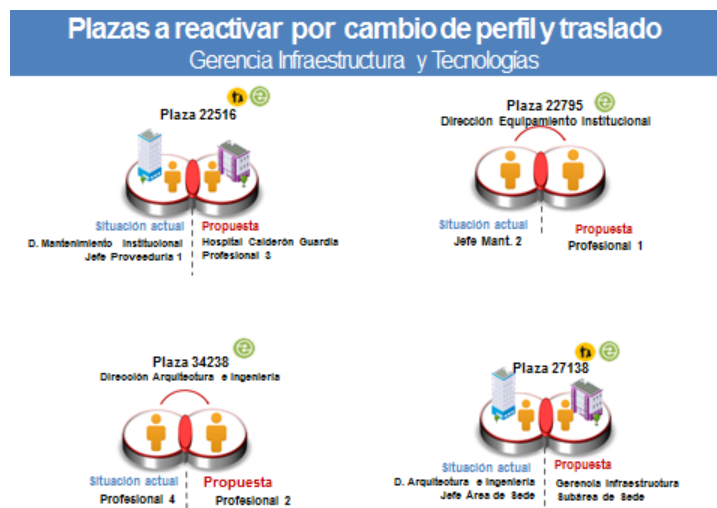 Plazas a reactivar por cambio de perfil y traslado
Gerencia Infraestructura y Tecnologías
Plaza 22516
Situación actual
D. Mantenimiento Institucional
Jefe Proveeduria 1
Propuesta
Hospital Calderón Guardia
Profesional 3
Plaza 22795
Dirección Equipamiento Institucional
Situación actual
Jefe Mant. 2
Propuesta
Profesional 1
Plaza 34238
Dirección Arquitectura e Ingenieria
Situación actual
Profesional 4
Propuesta
Profesional 2
Plaza 27138
Situación actual
D. Arquitectura e Ingenieria
Jefe Área de Sede
Propuesta
Gerencia Infraestructura
Subárea de Sede